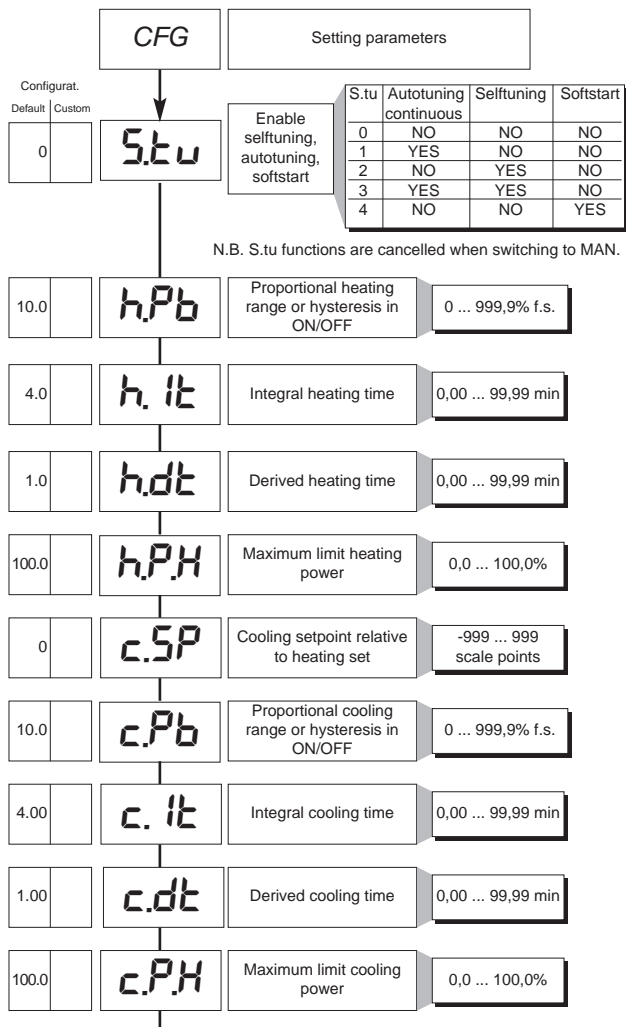 CFG
Setting parameters
Configurat.
Default Custom
0
S.tu
Enable
selftuning,
autotuning,
softstart
S.tu Autotuning continuous Selftuning Softstart
0 NO NO NO
1 YES NO NO
2 NO YES NO
3 YES YES NO
4 NO NO YES
N.B. S.tu functions are cancelled when switching to MAN.
10.0
h.Pb
Proportional heating
range or hysteresis in
ON/OFF
0 ... 999,9% f.s.
4.0
h.It
Integral heating time
0,00 ... 99,99 min
1.0
h.dt
Derived heating time
0,00 ... 99,99 min
100.0
h.P.H
Maximum limit heating
power
0,0 ... 100,0%
0
c.SP
Cooling setpoint relative
to heating set
-999 ... 999
scale points
10.0
c.Pb
Proportional cooling
range or hysteresis in
ON/OFF
0 ... 999,9% f.s.
4.00
c.It
Integral cooling time
0,00 ... 99,99 min
1.00
c.dt
Derived cooling time
0,00 ... 99,99 min
100.0
c.P.H
Maximum limit cooling
power
0,0 ... 100,0%